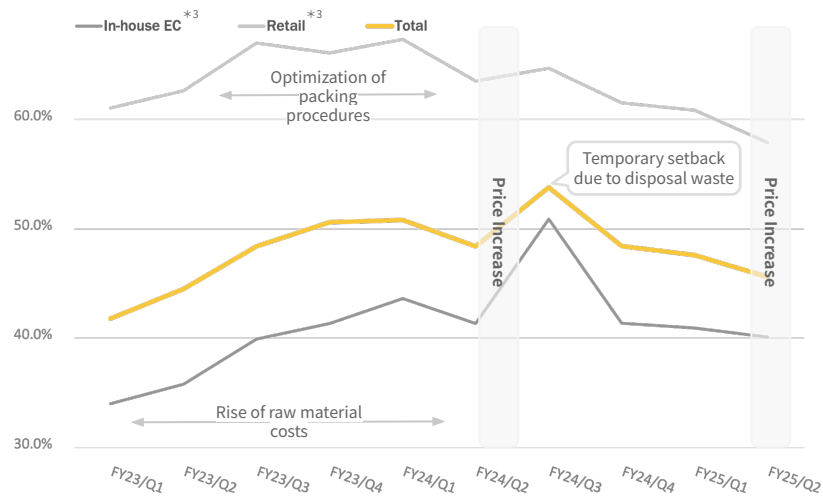 In-house EC *3 Retail *3 Total
Optimization of
packing
procedures
60.0%
Temporary setback
due to disposal waste
Price Increase
Price Increase
50.0%
40.0%
Rise of raw material
costs
30.0%
FY23/Q1 FY23/Q2 FY23/Q3 FY23/Q4 FY24/Q1 FY24/Q2 FY24/Q3 FY24/Q4 FY25/Q1 FY25/Q2